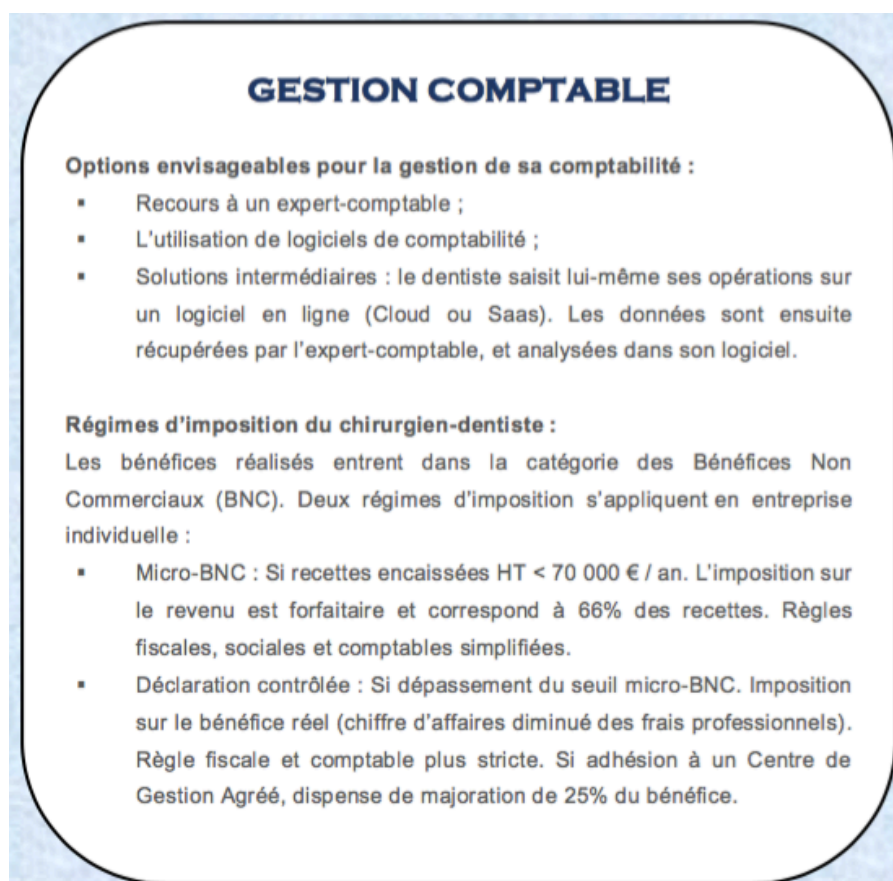 GESTION COMPTABLE
Options envisageables pour la gestion de sa comptabilité :
▪ Recours à un expert-comptable ;
▪ L'utilisation de logiciels de comptabilité ;
▪ Solutions intermédiaires : le dentiste saisit lui-même ses opérations sur
un logiciel en ligne (Cloud ou Saas). Les données sont ensuite
récupérées par l'expert-comptable, et analysées dans son logiciel.
Régimes d'imposition du chirurgien-dentiste :
Les bénéfices réalisés entrent dans la catégorie des Bénéfices Non
Commerciaux (BNC). Deux régimes d'imposition s'appliquent en entreprise
individuelle :
▪ Micro-BNC : Si recettes encaissées HT < 70 000 € / an. L'imposition sur
le revenu est forfaitaire et correspond à 66% des recettes. Règles
fiscales, sociales et comptables simplifiées.
▪ Déclaration contrôlée : Si dépassement du seuil micro-BNC. Imposition
sur le bénéfice réel (chiffre d'affaires diminué des frais professionnels).
Règle fiscale et comptable plus stricte. Si adhésion à un Centre de
Gestion Agréé, dispense de majoration de 25% du bénéfice.